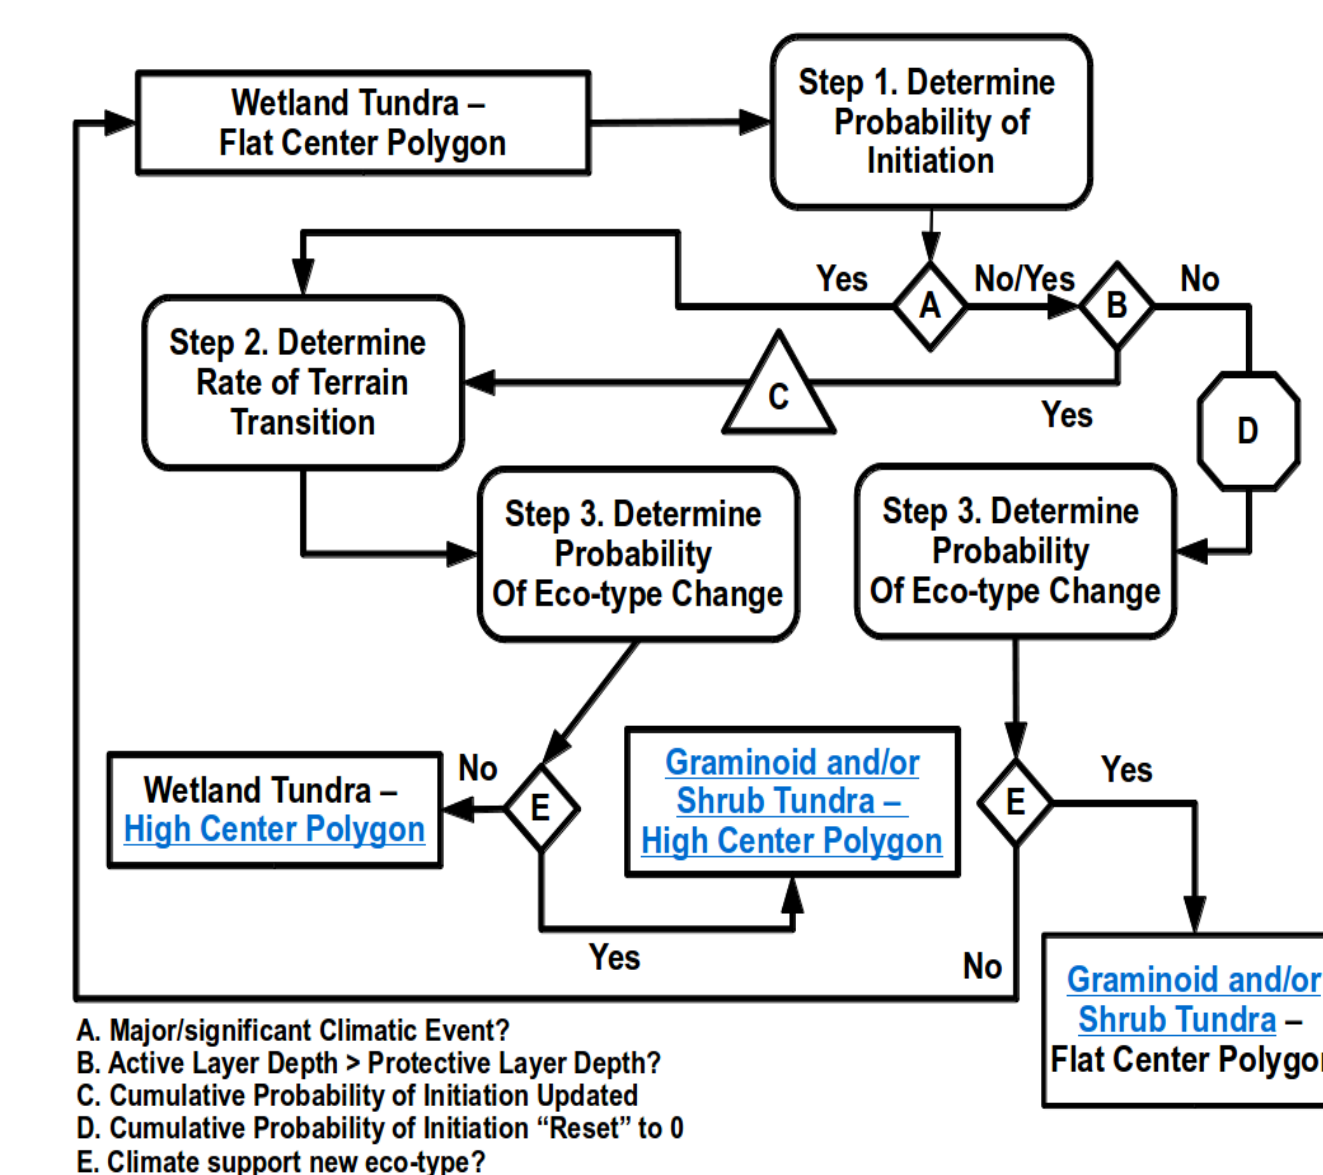 Wetland Tundra –
Flat Center Polygon
Step 1. Determine
Probability of
Initiation
Yes
A
No/Yes
B
No
Step 2. Determine
Rate of Terrain
Transition
C
Yes
D
Step 3. Determine
Probability
Of Eco-type Change
Step 3. Determine
Probability
Of Eco-type Change
Wetland Tundra –
High Center Polygon
No
E
Graminoid and/or
Shrub Tundra –
High Center Polygon
E
Yes
Yes
No
Graminoid and/or
Shrub Tundra –
Flat Center Polygon
A. Major/significant Climatic Event?
B. Active Layer Depth > Protective Layer Depth?
C. Cumulative Probability of Initiation Updated
D. Cumulative Probability of Initiation “Reset” to 0
E. Climate support new eco-type?